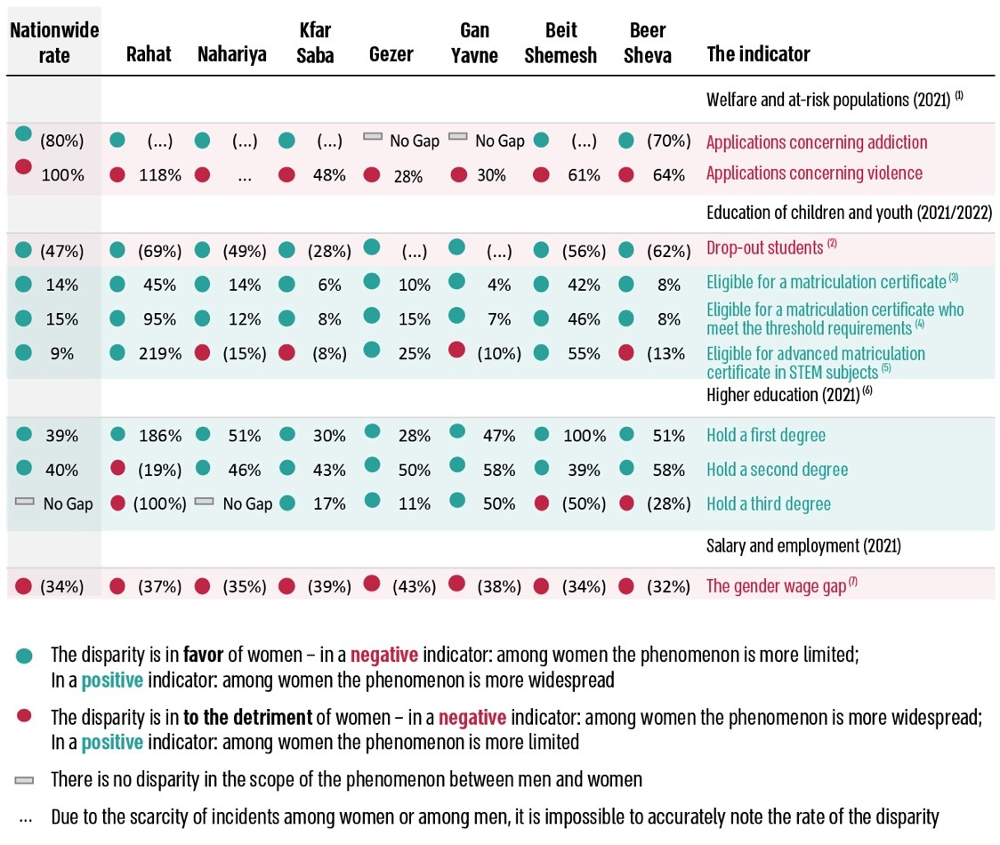 Nationwide rate	Rahat	Nahariya	Kfar Saba	Gezer	Gan Yavne	Beit Shemesh	Beer Sheva	The indicator
Welfare and at-risk populations (2021) (1)
(80%)	(...)	(...)	(...)	No Gap	No Gap	(...)	(70%)	Applications concerning addiction
100%	118%	...	48%	28%	30%	61%	64%	Applications concerning violence
Education of children and youth (2021/2022)
(47%)	(69%)	(49%)	(28%)	(...)	(...)	(56%)	(62%)	Drop-out students (2)
14%	45%	14%	6%	10%	4%	42%	8%	Eligible for a matriculation certificate (3)
15%	95%	12%	8%	15%	7%	46%	8%	Eligible for a matriculation certificate who
meet the threshold requirements (4)
9%	219%	(15%)	(8%)	25%	(10%)	55%	(13%	Eligible for advanced matriculation
certificate in STEM subjects (5)
Higher education (2021) (6)
39%	186%	51%	30%	28%	47%	100%	51%	Hold a first degree
40%	(19%)	46%	43%	50%	58%	39%	58%	Hold a second degree
No Gap	(100%)	No Gap	17%	11%	50%	(50%)	(28%)	Hold a third degree
Salary and employment (2021)
(34%)	(37%)	(35%)	(39%)	(43%)	(38%)	(34%)	(32%)	The gender wage gap (7)
The disparity is in favor of women – in a negative indicator: among women the phenomenon is more limited;
In a positive indicator: among women the phenomenon is more widespread
The disparity is in to the detriment of women – in a negative indicator: among women the phenomenon is more widespread;
In a positive indicator: among women the phenomenon is more limited
There is no disparity in the scope of the phenomenon between men and women
... Due to the scarcity of incidents among women or among men, it is impossible to accurately note the rate of the disparity